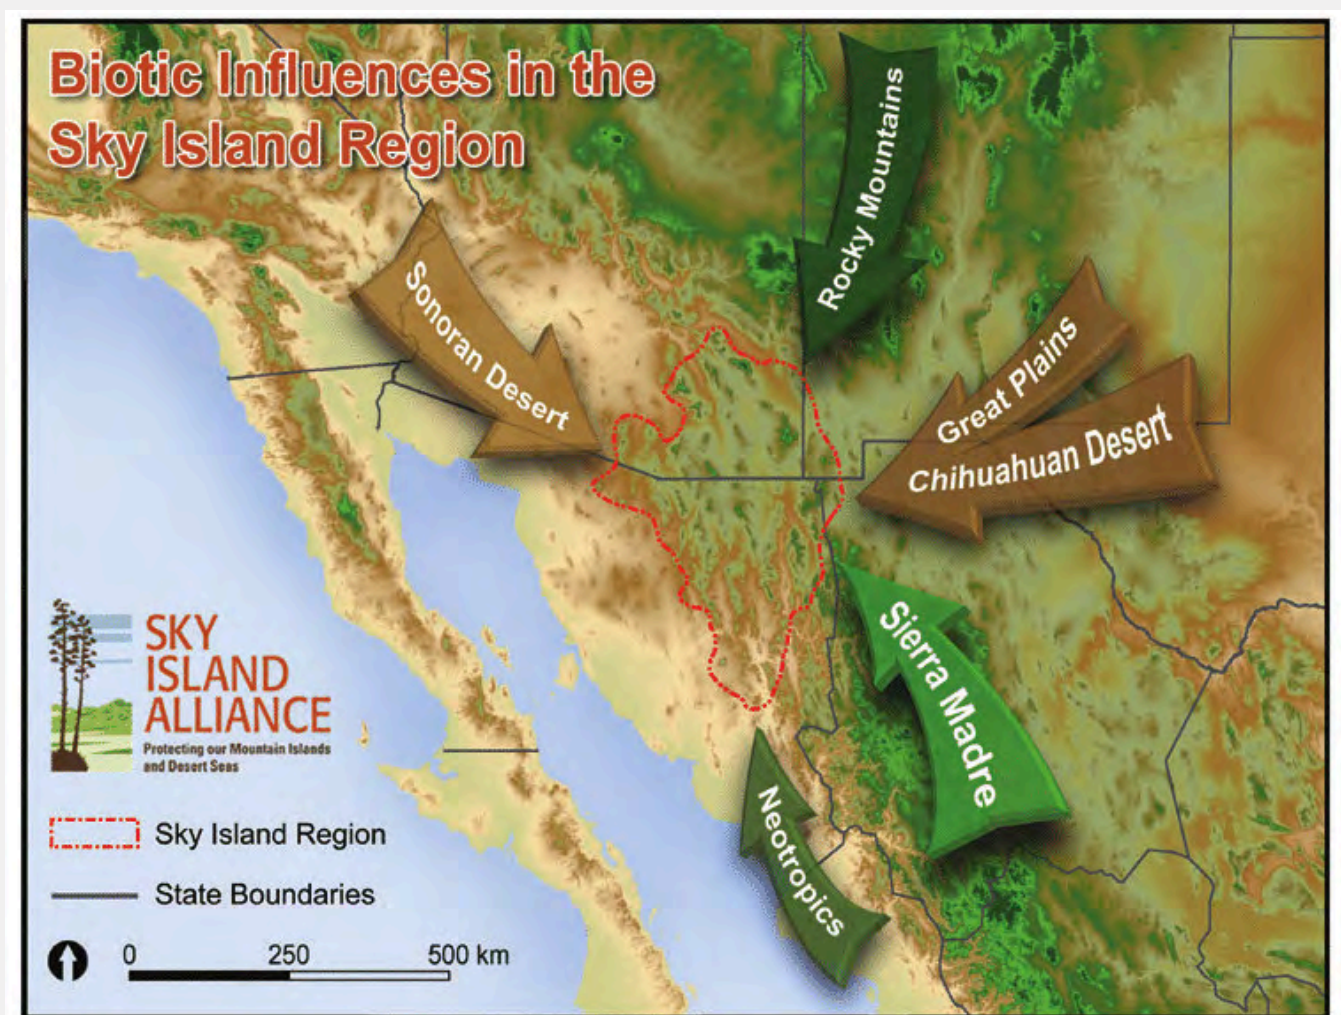 Biotic Influences in the
Sky Island Region
Rocky Mountains
Sonoran Desert
Great Plains
Chihuahuan Desert
Sierra Madre
Neotropics
SKY
ISLAND
ALLIANCE
Protecting our Mountain Islands
and Desert Seas
Sky Island Region
State Boundaries
0 250 500 km